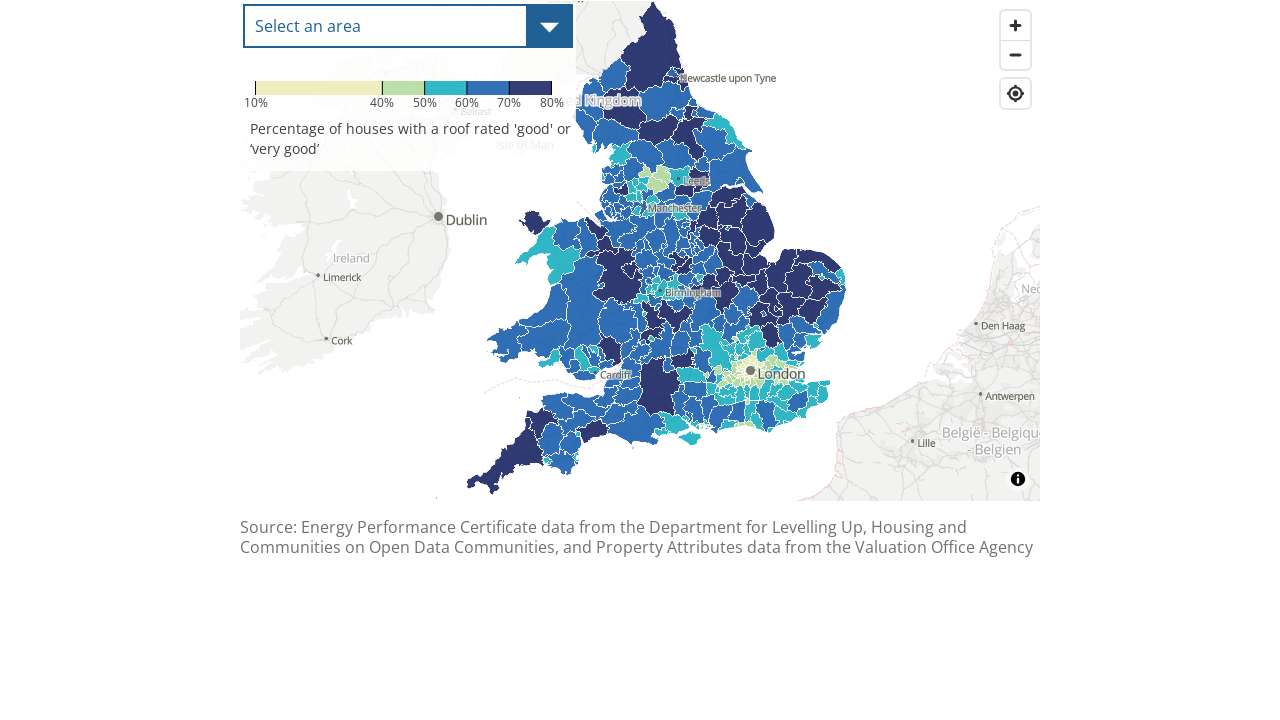 Select an area
Newcastle upon Tyne
10% 40% 50% 60% 70% 80%
d Kingdom
Belfast
Percentage of houses with a roof rated 'good' or
‘very good’
Isle of Man
Leeds
Manchester
Dublin
Ireland
Limerick
Birmingham
Ned
Den Haag
Cork
Cardiff
London
Antwerpen
België - Belgique
- Belgien
Lille
Source: Energy Performance Certificate data from the Department for Levelling Up, Housing and
Communities on Open Data Communities, and Property Attributes data from the Valuation Office Agency